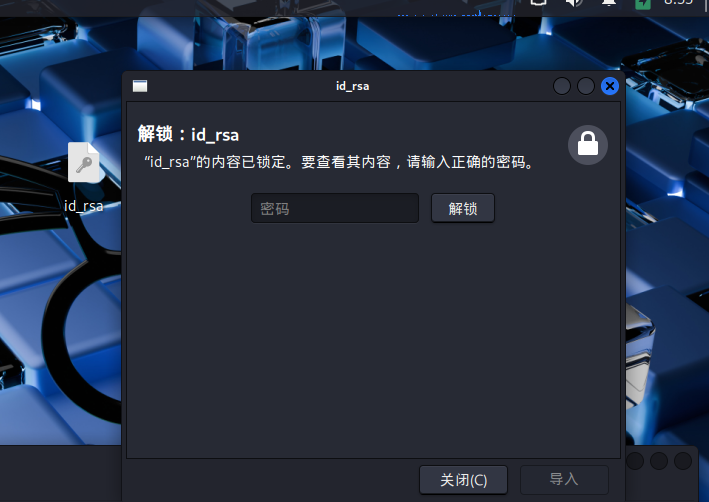 id_rsa
解锁：id_rsa
“id_rsa”的内容已锁定。要查看其内容，请输入正确的密码。
id_rsa
密码
解锁
关闭(C)
导入